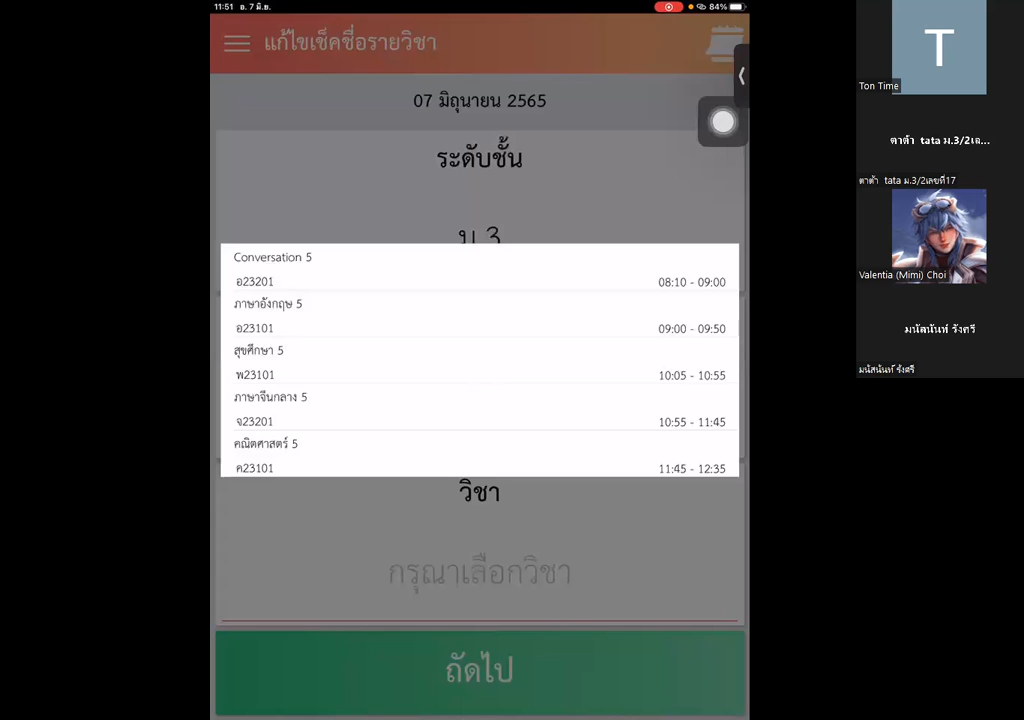 11:51 อ. 7 มิ.ย. 84%
แก้ไขเช็คชื่อรายวิชา
07 มิถุนายน 2565
ระดับชั้น
ม.3
Conversation 5
อ23201 08:10 - 09:00
ภาษาอังกฤษ 5
อ23101 09:00 - 09:50
สุขศึกษา 5
พ23101 10:05 - 10:55
ภาษาจีนกลาง 5
จ23201 10:55 - 11:45
คณิตศาสตร์ 5
ค23101 11:45 - 12:35
วิชา
กรุณาเลือกวิชา
ถัดไป
T
Ton Time
ตาต้า tata ม.3/2เล...
ตาต้า tata ม.3/2เลขที่17
Valentia (Mimi) Choi
มนัสนันท์ รังศรี
มนัสนันท์ รังศรี